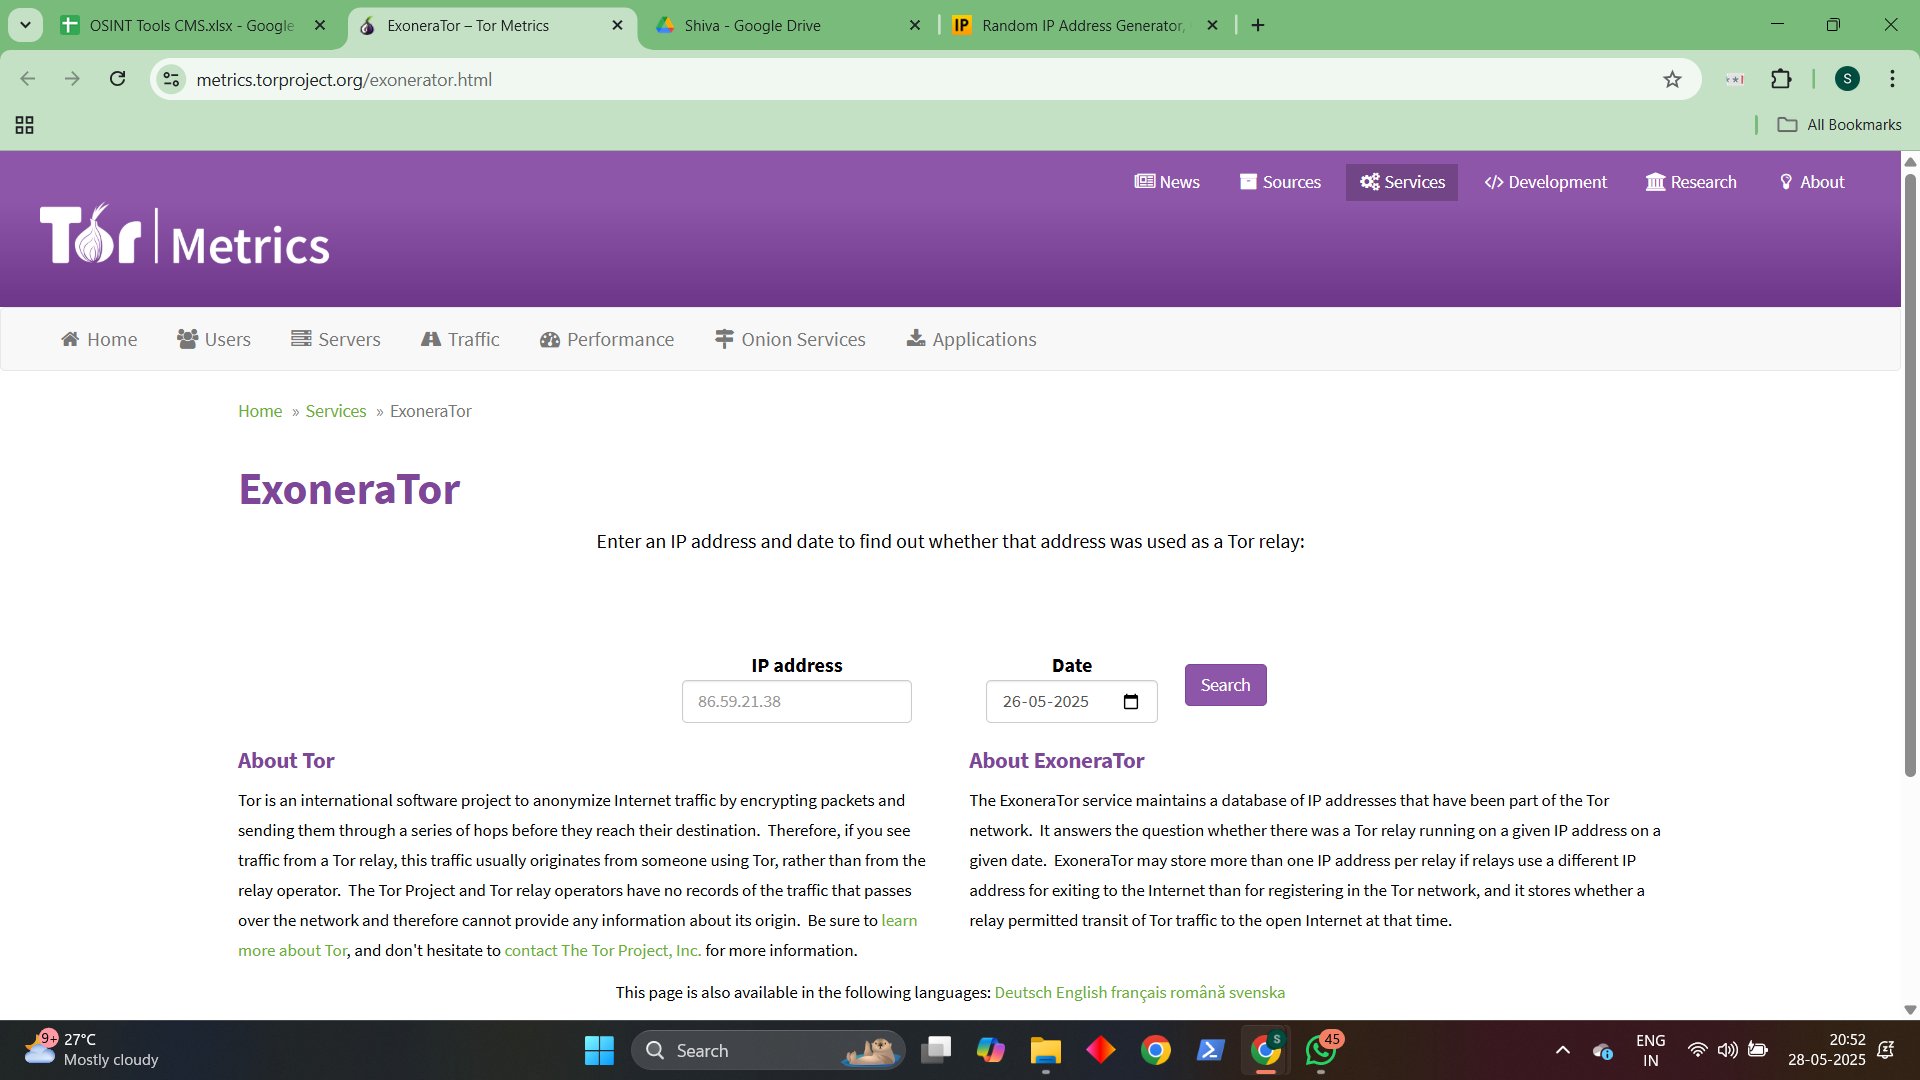 OSINT Tools CMS.xlsx - Google
ExoneraTor – Tor Metrics
Shiva - Google Drive
IP
Random IP Address Generator,
metrics.torproject.org/exonerator.html
S
All Bookmarks
News
Sources
Services
Development
Research
About
Tor | Metrics
Home
Users
Servers
Traffic
Performance
Onion Services
Applications
Home » Services » ExoneraTor
ExoneraTor
Enter an IP address and date to find out whether that address was used as a Tor relay:
IP address
Date
86.59.21.38
26-05-2025
Search
About Tor
Tor is an international software project to anonymize Internet traffic by encrypting packets and
sending them through a series of hops before they reach their destination. Therefore, if you see
traffic from a Tor relay, this traffic usually originates from someone using Tor, rather than from the
relay operator. The Tor Project and Tor relay operators have no records of the traffic that passes
over the network and therefore cannot provide any information about its origin. Be sure to learn
more about Tor, and don't hesitate to contact The Tor Project, Inc. for more information.
About ExoneraTor
The ExoneraTor service maintains a database of IP addresses that have been part of the Tor
network. It answers the question whether there was a Tor relay running on a given IP address on a
given date. ExoneraTor may store more than one IP address per relay if relays use a different IP
address for exiting to the Internet than for registering in the Tor network, and it stores whether a
relay permitted transit of Tor traffic to the open Internet at that time.
This page is also available in the following languages: Deutsch English français română svenska
9+
27°C
Mostly cloudy
Search
S
45
ENG
IN
20:52
28-05-2025